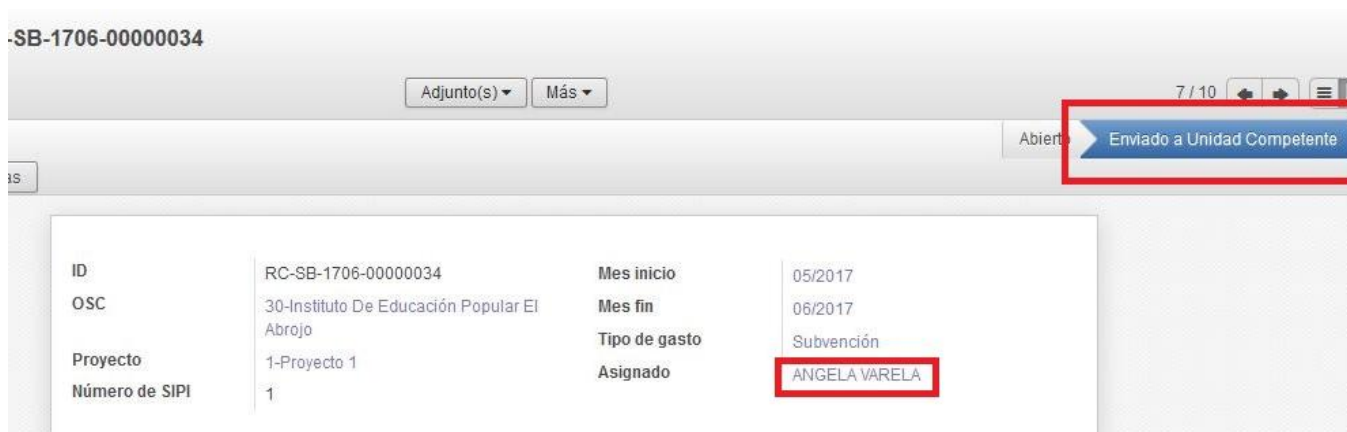 -SB-1706-00000034
Adjunto(s) Más 7 / 10
Abierto Enviado a Unidad Competente
as
ID RC-SB-1706-00000034 Mes inicio 05/2017
OSC 30-Instituto De Educación Popular El Mes fin 06/2017
Abrojo Tipo de gasto Subvención
Proyecto 1-Proyecto 1 Asignado ANGELA VARELA
Número de SIPI 1